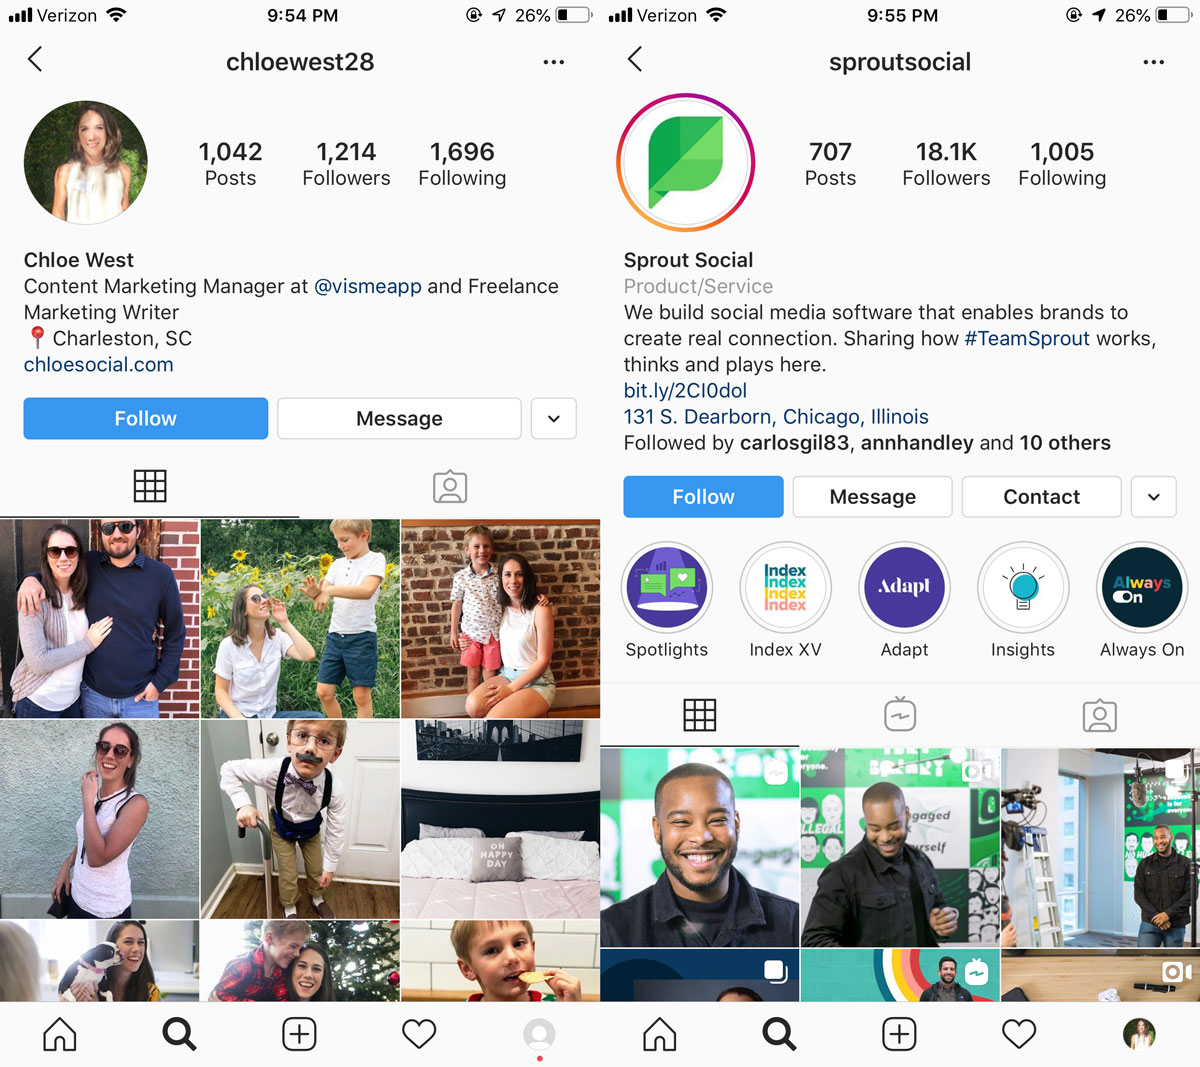 Verizon 9:54 PM 26%
chloewest28
1,042 1,214 1,696
Posts Followers Following
Chloe West
Content Marketing Manager at @vismeapp and Freelance
Marketing Writer
📍 Charleston, SC
chloesocial.com
Follow Message
OH
HAPPY
DAY
Verizon 9:55 PM 26%
sproutsocial
707 18.1K 1,005
Posts Followers Following
Sprout Social
Product/Service
We build social media software that enables brands to
create real connection. Sharing how #TeamSprout works,
thinks and plays here.
bit.ly/2CI0dol
131 S. Dearborn, Chicago, Illinois
Followed by carlosgil83, annhandley and 10 others
Follow Message Contact
Index
Index
Index
Index
Adapt
Always
On
Spotlights Index XV Adapt Insights Always On